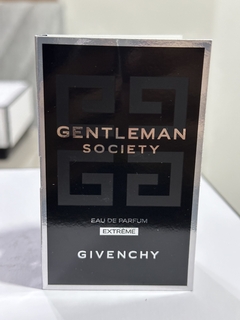 GENTLEMAN
SOCIETY
EAU DE PARFUM
EXTRÊME
GIVENCHY